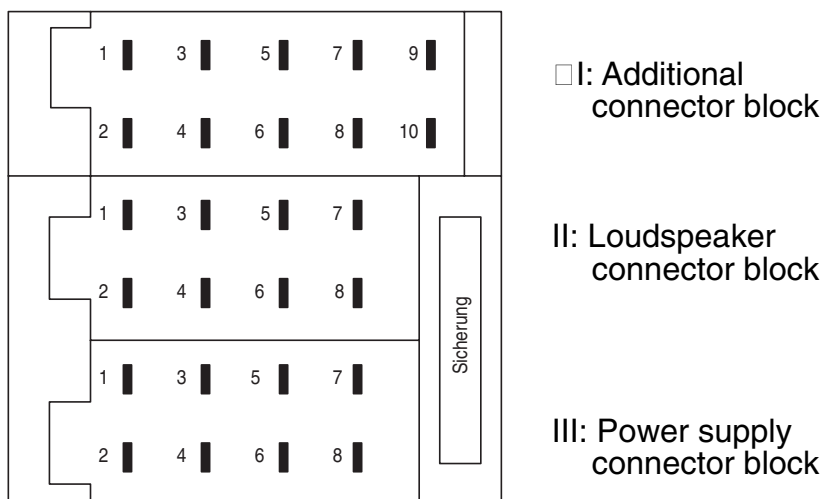 1 3 5 7 9
2 4 6 8 10
□I: Additional
connector block
1 3 5 7
2 4 6 8
II: Loudspeaker
connector block
Sicherung
1 3 5 7
2 4 6 8
III: Power supply
connector block